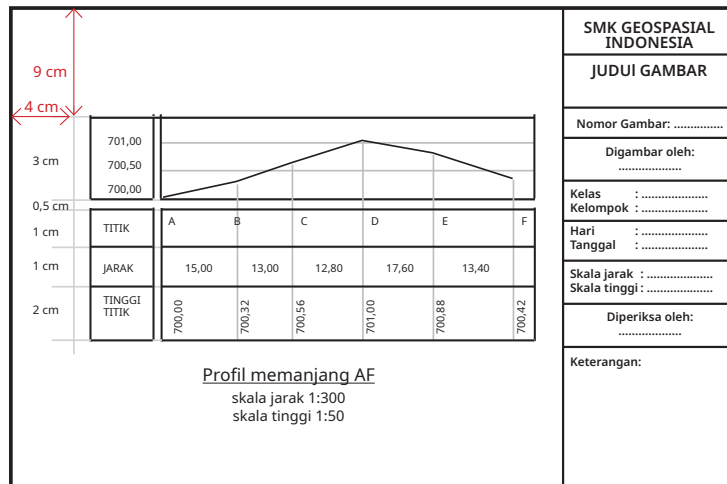 9 cm
4 cm
3 cm
0,5 cm
1 cm
1 cm
2 cm
701,00
700,50
700,00
TITIK
A
B
C
D
E
F
JARAK
15,00
13,00
12,80
17,60
13,40
TINGGI
TITIK
700,00
700,32
700,56
701,00
700,88
700,42
Profil memanjang AF
skala jarak 1:300
skala tinggi 1:50
SMK GEOSPASIAL
INDONESIA
JUDUl GAMBAR
Nomor Gambar: ...............
Digambar oleh:
...................
Kelas : ....................
Kelompok : ....................
Hari : ....................
Tanggal : ....................
Skala jarak : ....................
Skala tinggi : ....................
Diperiksa oleh:
...................
Keterangan: